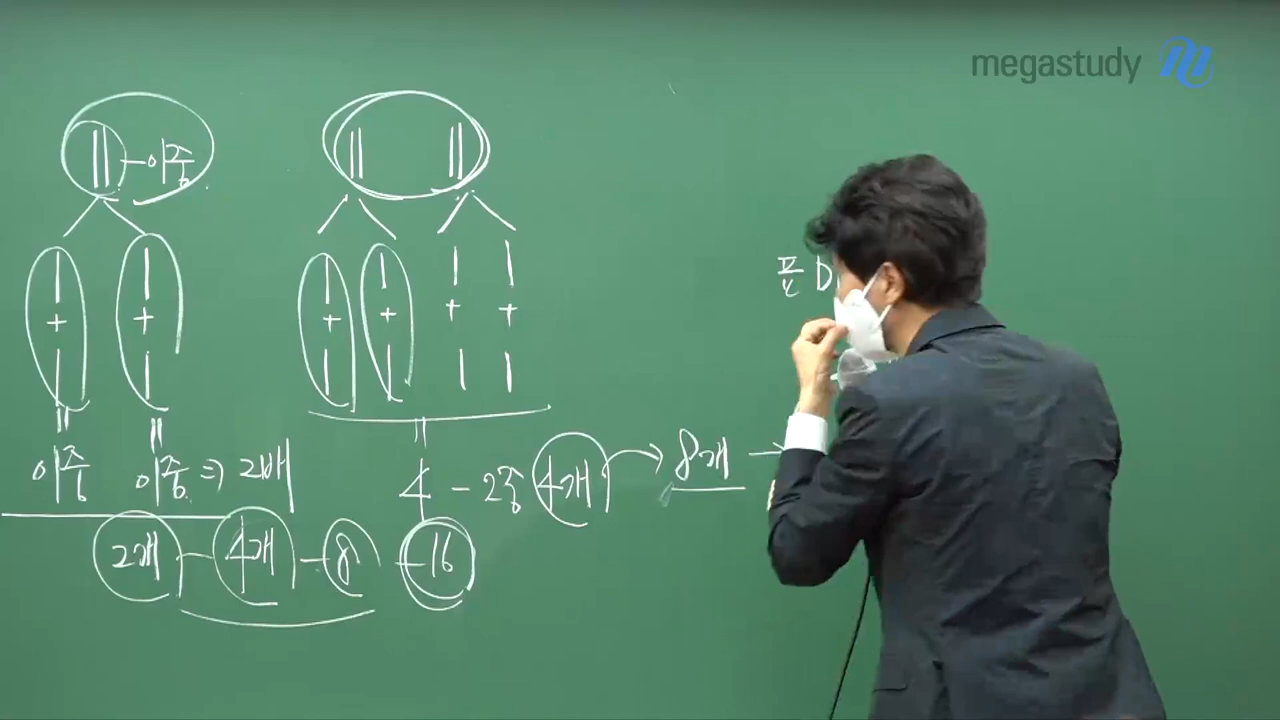 megastudy
이중
표 D
이중 이중 ⇒ 2배
4 - 2중 4개 → 8개 →
2개 - 4개 - 8 - 16